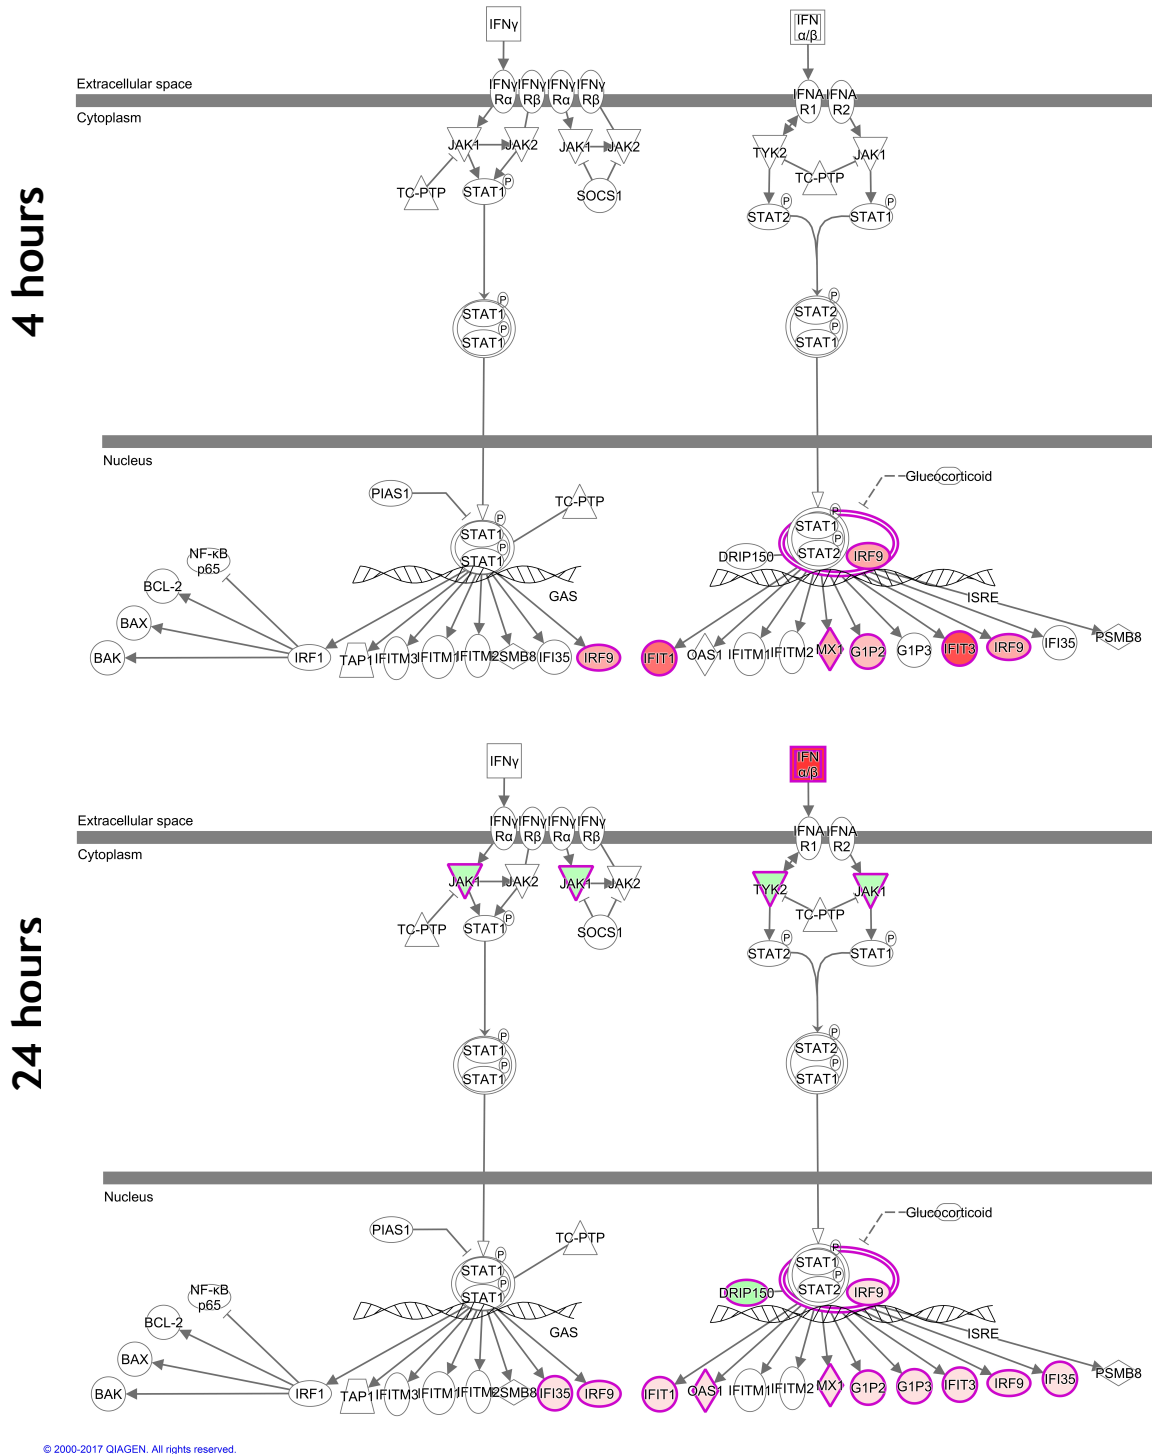 4 hours
IFNγ
IFN
α/β
Extracellular space
Cytoplasm
IFNγ
Rα
IFNγ
Rβ
IFNγ
Rα
IFNγ
Rβ
IFNA
R1
IFNA
R2
JAK1
JAK2
JAK1
JAK2
TYK2
JAK1
TC-PTP
STAT1
P
SOCS1
TC-PTP
STAT2
P
STAT1
P
STAT1
P
STAT1
P
STAT2
P
STAT1
P
Nucleus
PIAS1
TC-PTP
Glucocorticoid
STAT1
P
STAT1
P
STAT1
P
STAT2
P
IRF9
DRIP150
NF-κB
p65
BCL-2
BAX
BAK
GAS
ISRE
IRF1
TAP1
IFITM3
IFITM1
IFITM2
PSMB8
IFI35
IRF9
IFIT1
OAS1
IFITM1
IFITM2
MX1
G1P2
G1P3
IFIT3
IRF9
IFI35
PSMB8
24 hours
IFNγ
IFN
α/β
Extracellular space
Cytoplasm
IFNγ
Rα
IFNγ
Rβ
IFNγ
Rα
IFNγ
Rβ
IFNA
R1
IFNA
R2
JAK1
JAK2
JAK1
JAK2
TYK2
JAK1
TC-PTP
STAT1
P
SOCS1
TC-PTP
STAT2
P
STAT1
P
STAT1
P
STAT1
P
STAT2
P
STAT1
P
Nucleus
PIAS1
TC-PTP
Glucocorticoid
STAT1
P
STAT1
P
STAT1
P
STAT2
P
IRF9
DRIP150
NF-κB
p65
BCL-2
BAX
BAK
GAS
ISRE
IRF1
TAP1
IFITM3
IFITM1
IFITM2
PSMB8
IFI35
IRF9
IFIT1
OAS1
IFITM1
IFITM2
MX1
G1P2
G1P3
IFIT3
IRF9
IFI35
PSMB8
© 2000-2017 QIAGEN. All rights reserved.